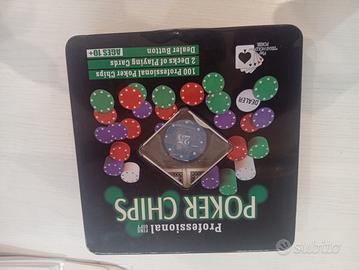 100 Professional Poker Chips
2 Decks of Playing Cards
Dealer Button
AGES 10+
DEALER
Professional
POKER CHIPS
subito